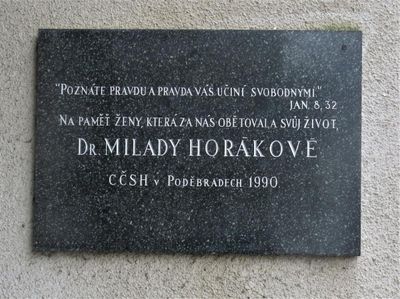 "POZNÁTE PRAVDU A PRAVDA VÁS UČINÍ SVOBODNÝMI."
JAN. 8, 32
NA PAMĚŤ ŽENY, KTERÁ ZA NÁS OBĚTOVALA SVŮJ ŽIVOT,
DR. MILADY HORÁKOVÉ
CČSH V PODĚBRADECH 1990